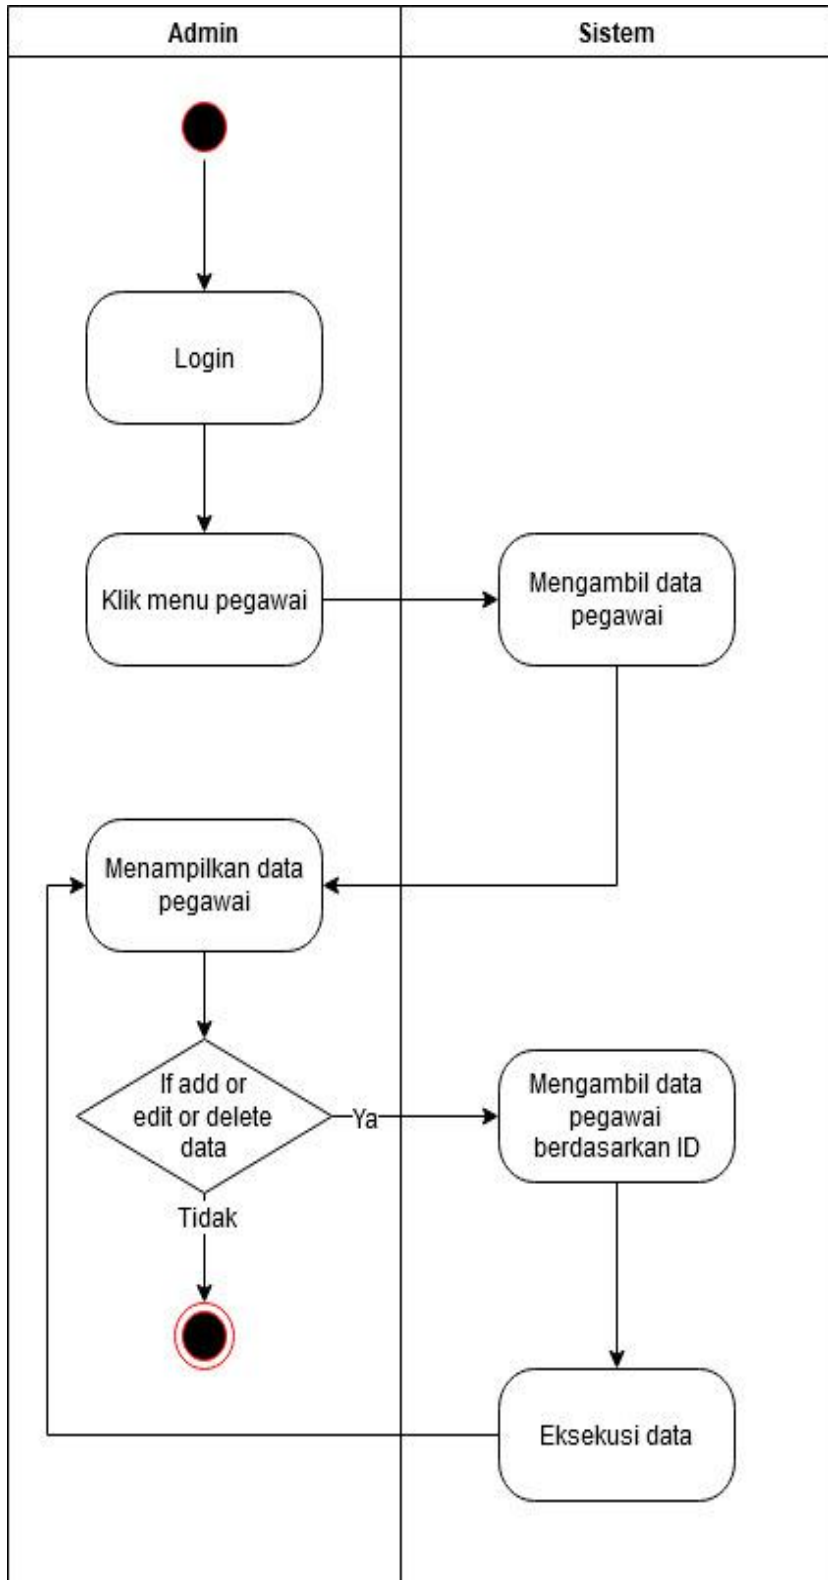 Admin
Sistem
Login
Klik menu pegawai
Mengambil data
pegawai
Menampilkan data
pegawai
If add or
edit or delete
data
Ya
Mengambil data
pegawai
berdasarkan ID
Tidak
Eksekusi data